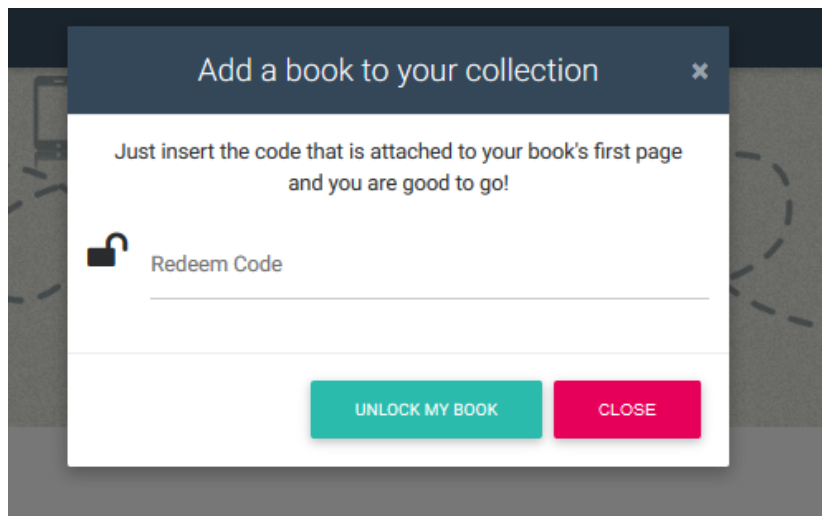 Add a book to your collection ×
Just insert the code that is attached to your book's first page
and you are good to go!
Redeem Code
UNLOCK MY BOOK CLOSE